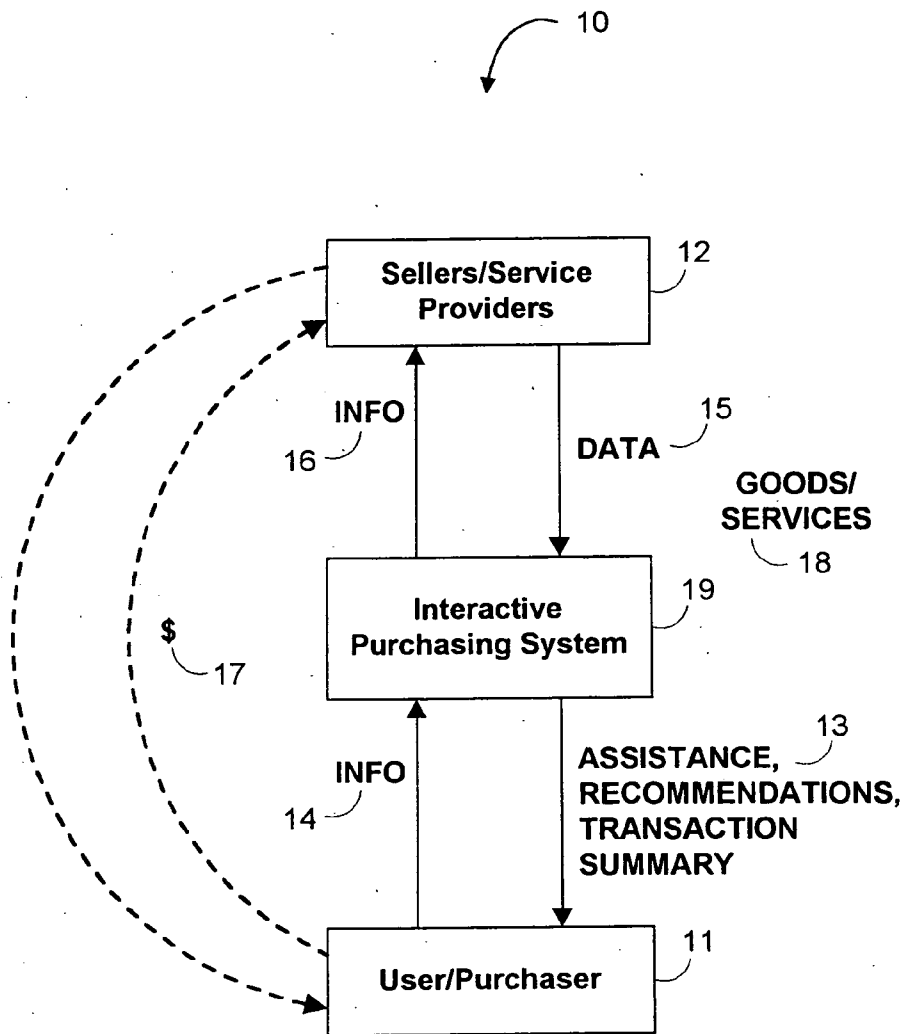 10
Sellers/Service
Providers
12
INFO
16
DATA
15
GOODS/
SERVICES
18
Interactive
Purchasing System
19
$
17
INFO
14
ASSISTANCE,
RECOMMENDATIONS,
TRANSACTION
SUMMARY
13
User/Purchaser
11